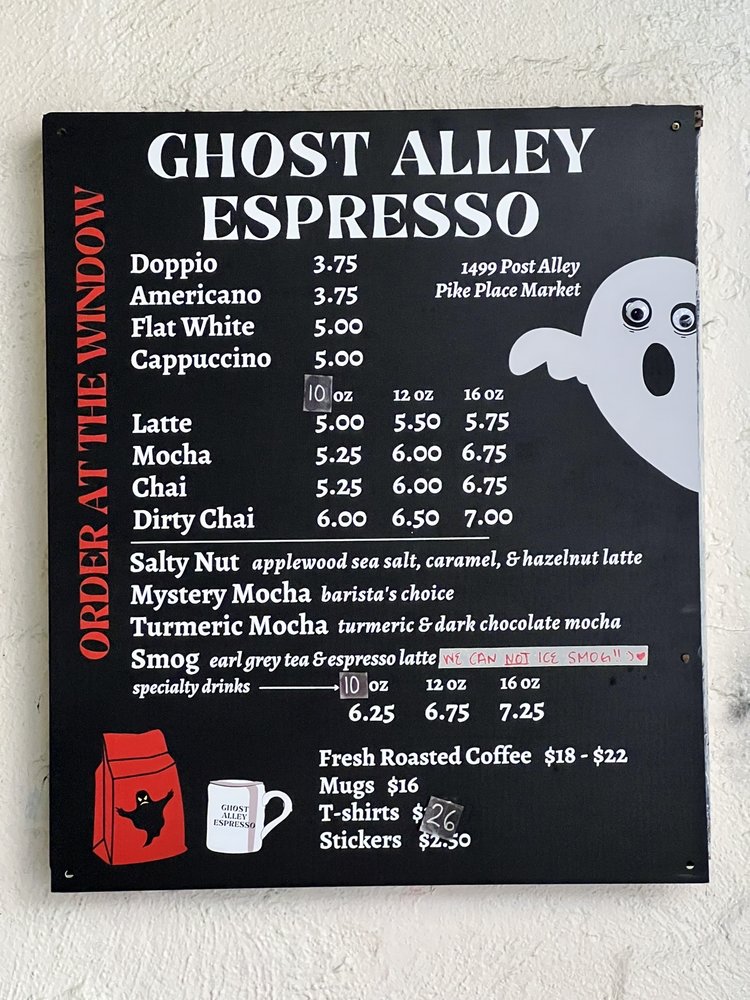 GHOST ALLEY
ESPRESSO
ORDER AT THE WINDOW
1499 Post Alley
Pike Place Market
Doppio 3.75
Americano 3.75
Flat White 5.00
Cappuccino 5.00
10 oz 12 oz 16 oz
Latte 5.00 5.50 5.75
Mocha 5.25 6.00 6.75
Chai 5.25 6.00 6.75
Dirty Chai 6.00 6.50 7.00
Salty Nut applewood sea salt, caramel, & hazelnut latte
Mystery Mocha barista's choice
Turmeric Mocha turmeric & dark chocolate mocha
Smog earl grey tea & espresso latte WE CAN NOT ICE SMOG!! :) ♥
specialty drinks → 10 oz 12 oz 16 oz
6.25 6.75 7.25
Fresh Roasted Coffee $18 - $22
Mugs $16
T-shirts $26
Stickers $2.50
GHOST
ALLEY
ESPRESSO